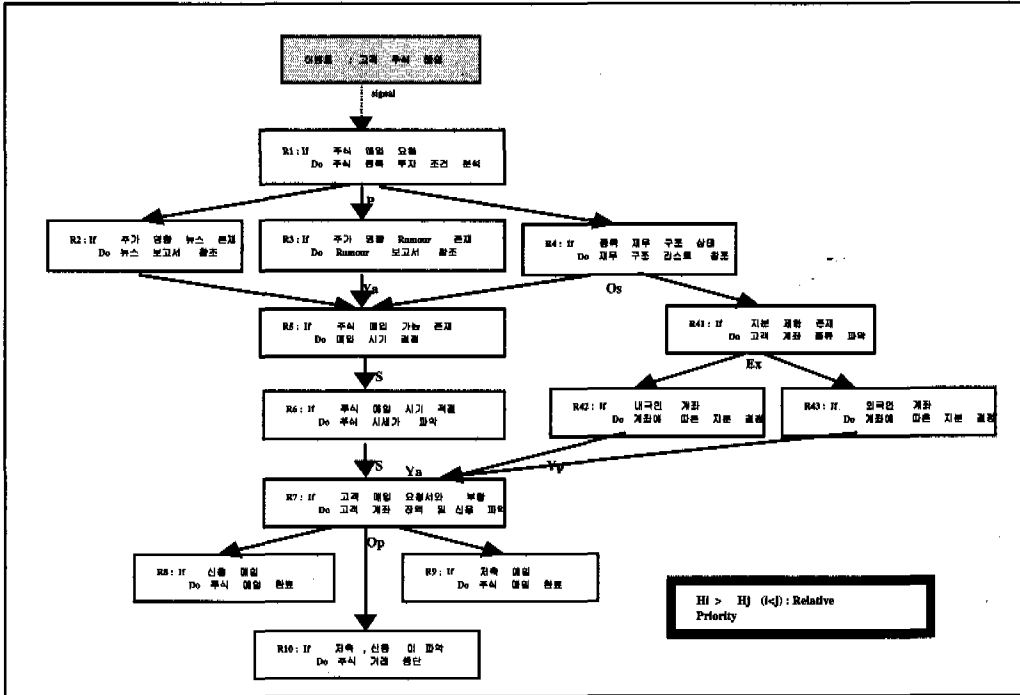 이벤트 : 고객 주식 매입
signal
R1 : If 주식 매입 요청
Do 주식 종목 투자 조건 분석
P
R2 : If 주가 영향 뉴스 존재
Do 뉴스 보고서 참조
R3 : If 주가 영향 Rumour 존재
Do Rumour 보고서 참조
R4 : if 종목 재무 구조 상태
Do 재무 구조 리스트 참조
Ya
Os
R5 : If 주식 매입 가능 존재
Do 매입 시기 결정
R41 : If 지분 제한 존재
Do 고객 계좌 종류 파악
S
Ex
R6 : If 주식 매입 시기 적절
Do 주식 시세가 파악
R42 : If 내국인 계좌
Do 계좌에 따른 지분 결정
R43 : If 외국인 계좌
Do 계좌에 따른 지분 결정
S
Ya
Yp
R7 : If 고객 매입 요청서와 부합
Do 고객 계좌 잔액 및 신용 파악
Op
R8 : If 신용 매입
Do 주식 매입 완료
R9 : If 저축 매입
Do 주식 매입 완료
Hi > Hj (i<j) : Relative
Priority
R10 : If 저축 , 신용 미 파악
Do 주식 거래 중단